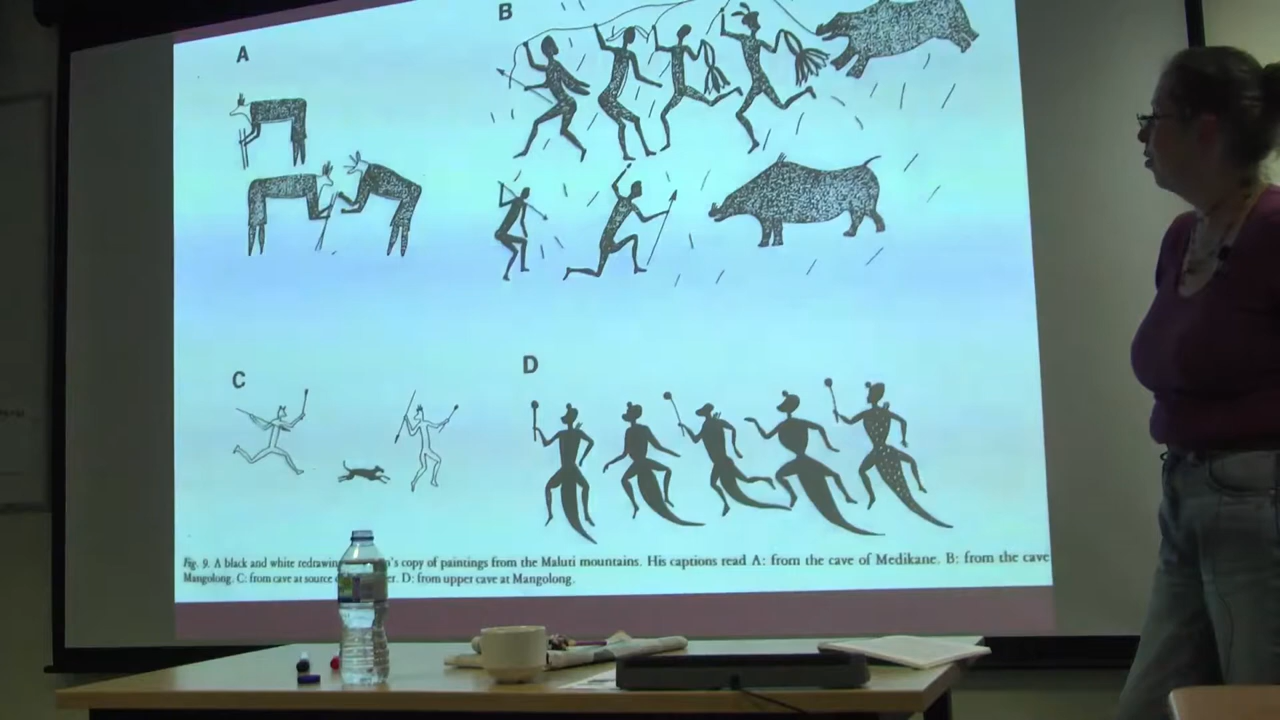 A
B
C
D
Fig. 9. A black and white redrawin 's copy of paintings from the Maluti mountains. His captions read A: from the cave of Medikane. B: from the cave
Mangolong. C: from cave at source er. D: from upper cave at Mangolong.